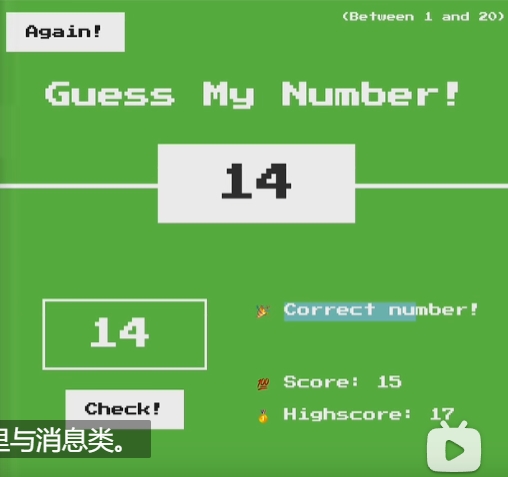 (Between 1 and 20)
Again!
Guess My Number!
14
14
Correct number!
Score: 15
Highscore: 17
Check!
里与消息类。